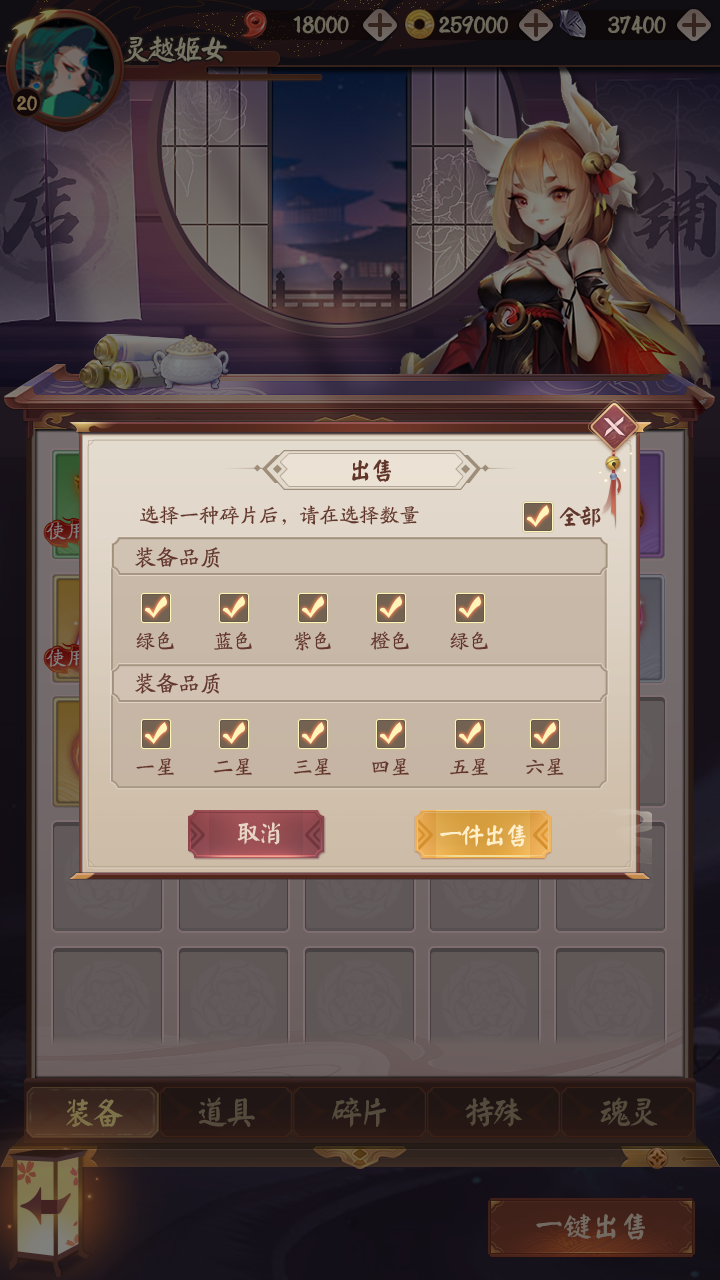 18000
259000
37400
灵越姬女
20
店
铺
出售
选择一种碎片后，请在选择数量
全部
装备品质
绿色 蓝色 紫色 橙色 绿色
装备品质
一星 二星 三星 四星 五星 六星
取消
一件出售
使用
使用
装备 道具 碎片 特殊 魂灵
一键出售